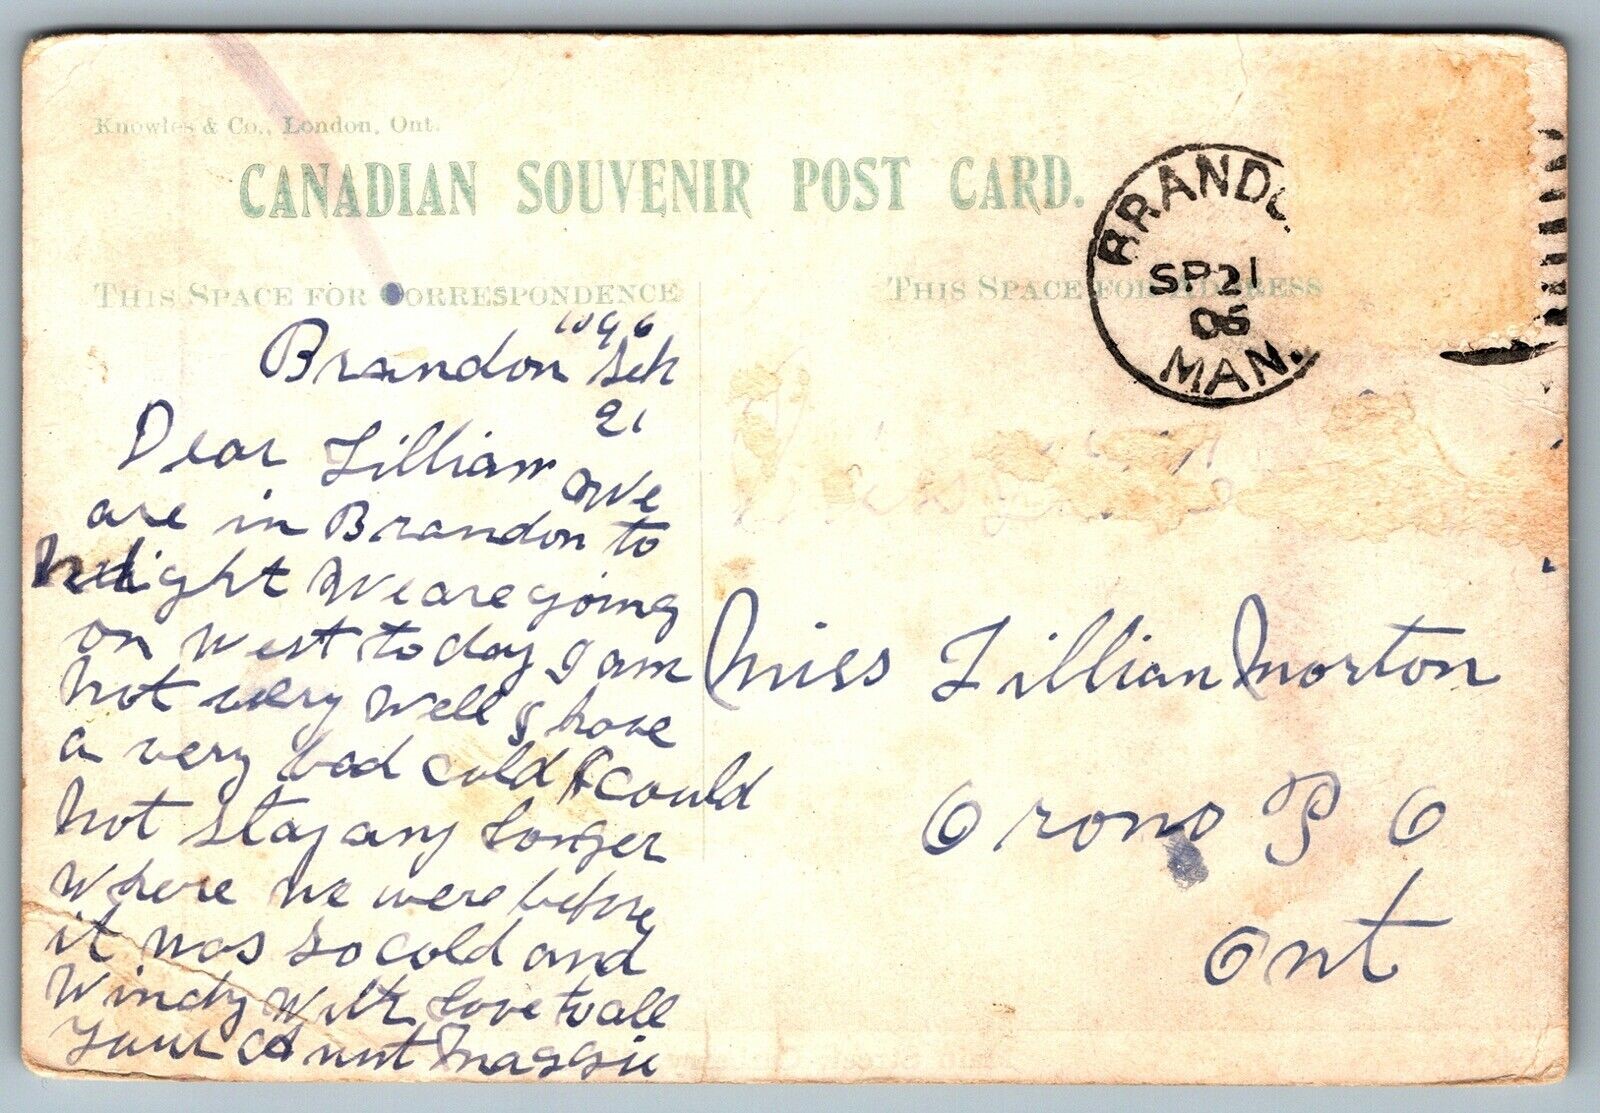 Knowles & Co., London, Ont.
CANADIAN SOUVENIR POST CARD.
THIS SPACE FOR CORRESPONDENCE
THIS SPACE FOR ADDRESS
BRANDO
SP 21
06
MAN.
Brandon
21
Dear Lillian We
are in Brandon to
night We are going
on West to day I am
not very well I have
a very bad cold I could
not stay any longer
Where we were before
it was so cold and
Windy With love to all
Your Aunt Maggie
Miss Lillian Morton
Orono P O
Ont